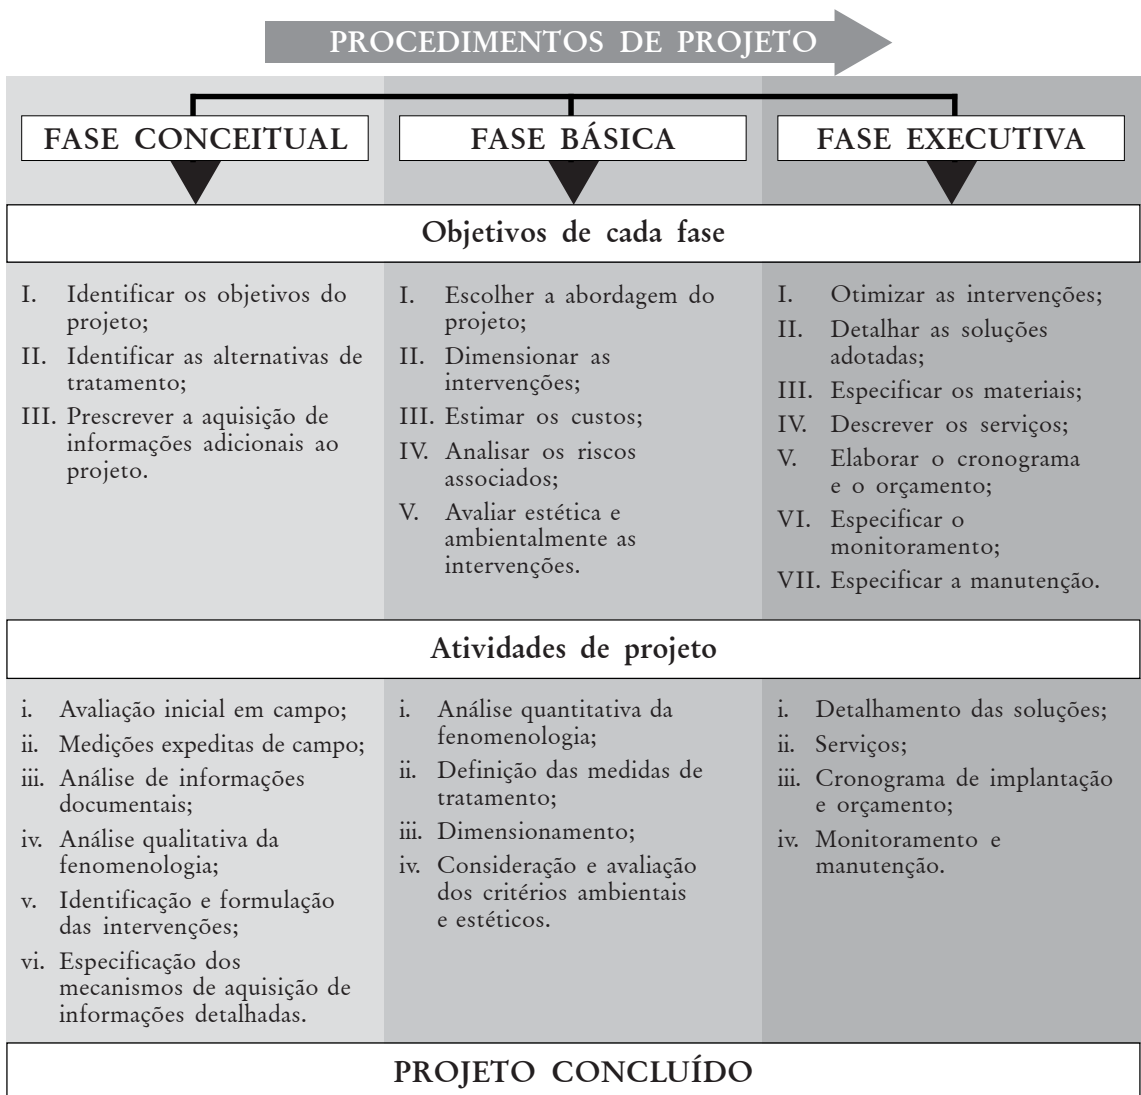 PROCEDIMENTOS DE PROJETO
FASE CONCEITUAL
FASE BÁSICA
FASE EXECUTIVA
Objetivos de cada fase
I. Identificar os objetivos do
projeto;
II. Identificar as alternativas de
tratamento;
III. Prescrever a aquisição de
informações adicionais ao
projeto.
I. Escolher a abordagem do
projeto;
II. Dimensionar as
intervenções;
III. Estimar os custos;
IV. Analisar os riscos
associados;
V. Avaliar estética e
ambientalmente as
intervenções.
I. Otimizar as intervenções;
II. Detalhar as soluções
adotadas;
III. Especificar os materiais;
IV. Descrever os serviços;
V. Elaborar o cronograma
e o orçamento;
VI. Especificar o
monitoramento;
VII. Especificar a manutenção.
Atividades de projeto
i. Avaliação inicial em campo;
ii. Medições expeditas de campo;
iii. Análise de informações
documentais;
iv. Análise qualitativa da
fenomenologia;
v. Identificação e formulação
das intervenções;
vi. Especificação dos
mecanismos de aquisição de
informações detalhadas.
i. Análise quantitativa da
fenomenologia;
ii. Definição das medidas de
tratamento;
iii. Dimensionamento;
iv. Consideração e avaliação
dos critérios ambientais
e estéticos.
i. Detalhamento das soluções;
ii. Serviços;
iii. Cronograma de implantação
e orçamento;
iv. Monitoramento e
manutenção.
PROJETO CONCLUÍDO